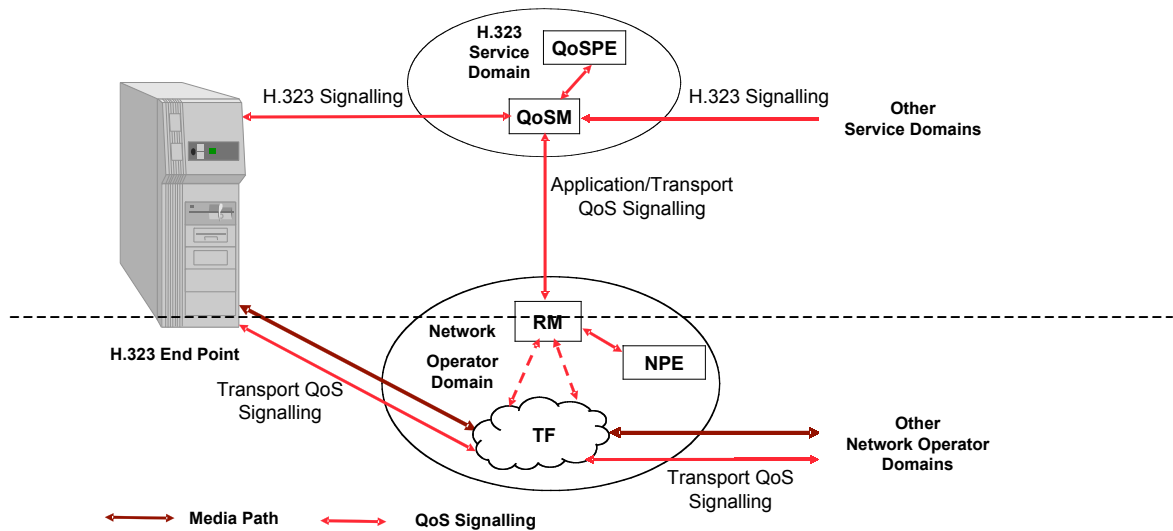 H.323
Service
Domain
QoSPE
H.323 Signalling
QoSM
H.323 Signalling
Other
Service Domains
Application/Transport
QoS Signalling
Network
Operator
Domain
RM
NPE
H.323 End Point
Transport QoS
Signalling
TF
Other
Network Operator
Domains
Transport QoS
Signalling
Media Path
QoS Signalling